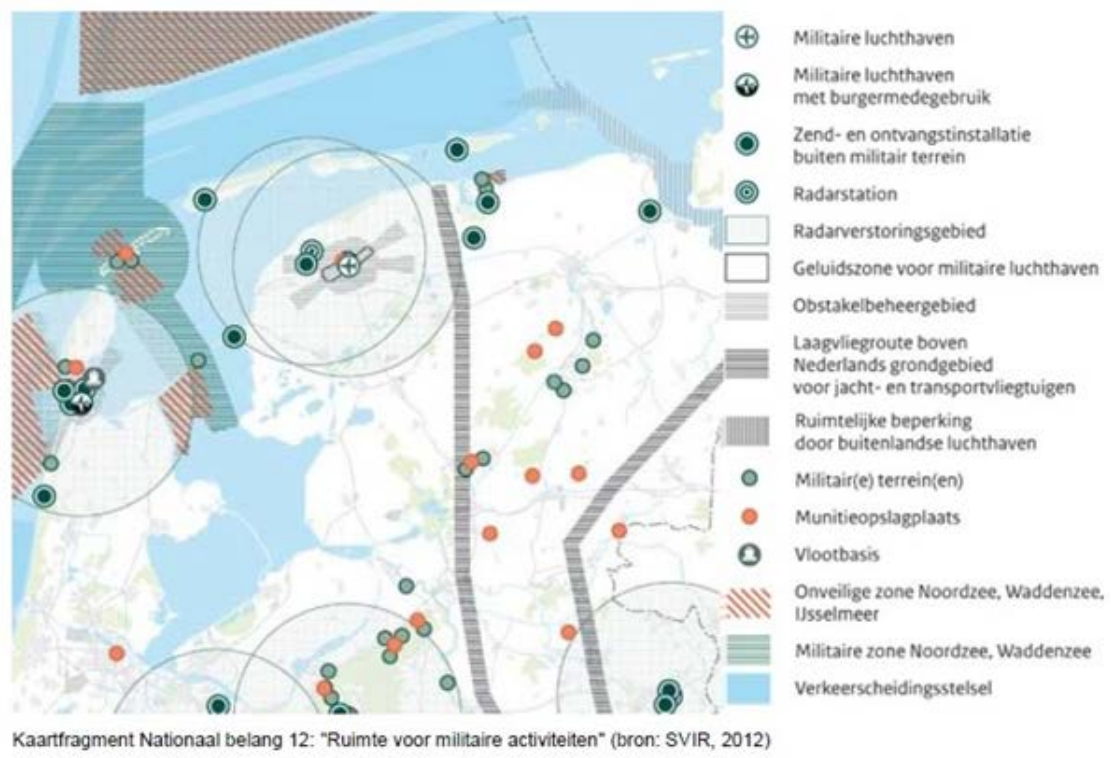 Militaire luchthaven
Militaire luchthaven
met burgermedegebruik
Zend- en ontvangstinstallatie
buiten militair terrein
Radarstation
Radarverstoringsgebied
Geluidszone voor militaire luchthaven
Obstakelbeheergebied
Laagvliegroute boven
Nederlands grondgebied
voor jacht- en transportvliegtuigen
Ruimtelijke beperking
door buitenlandse luchthaven
Militair(e) terrein(en)
Munitieopslagplaats
Vlootbasis
Onveilige zone Noordzee, Waddenzee,
IJsselmeer
Militaire zone Noordzee, Waddenzee
Verkeerscheidingsstelsel
Kaartfragment Nationaal belang 12: "Ruimte voor militaire activiteiten" (bron: SVIR, 2012)